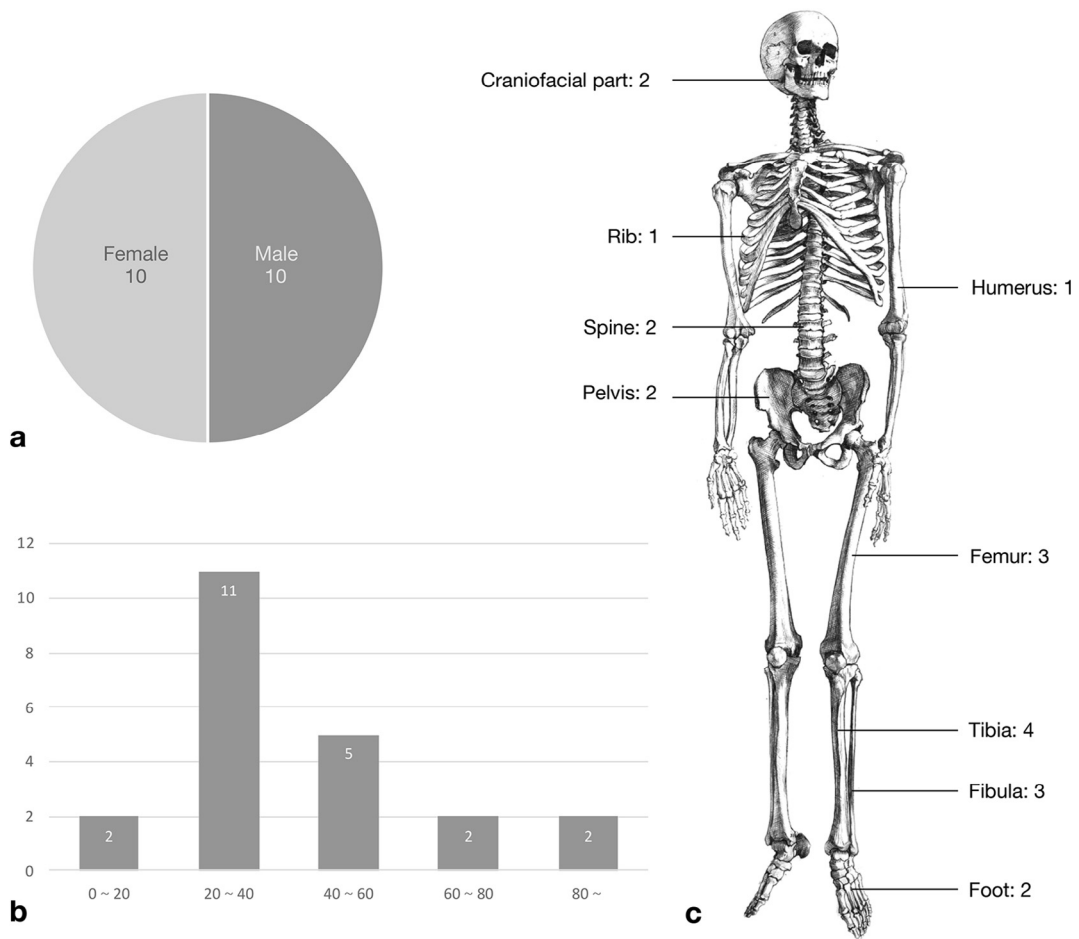 Female
10
Male
10
a
12
10
8
6
4
2
0
2
11
5
2
2
0 ~ 20
20 ~ 40
40 ~ 60
60 ~ 80
80 ~
b
Craniofacial part: 2
Rib: 1
Humerus: 1
Spine: 2
Pelvis: 2
Femur: 3
Tibia: 4
Fibula: 3
Foot: 2
c